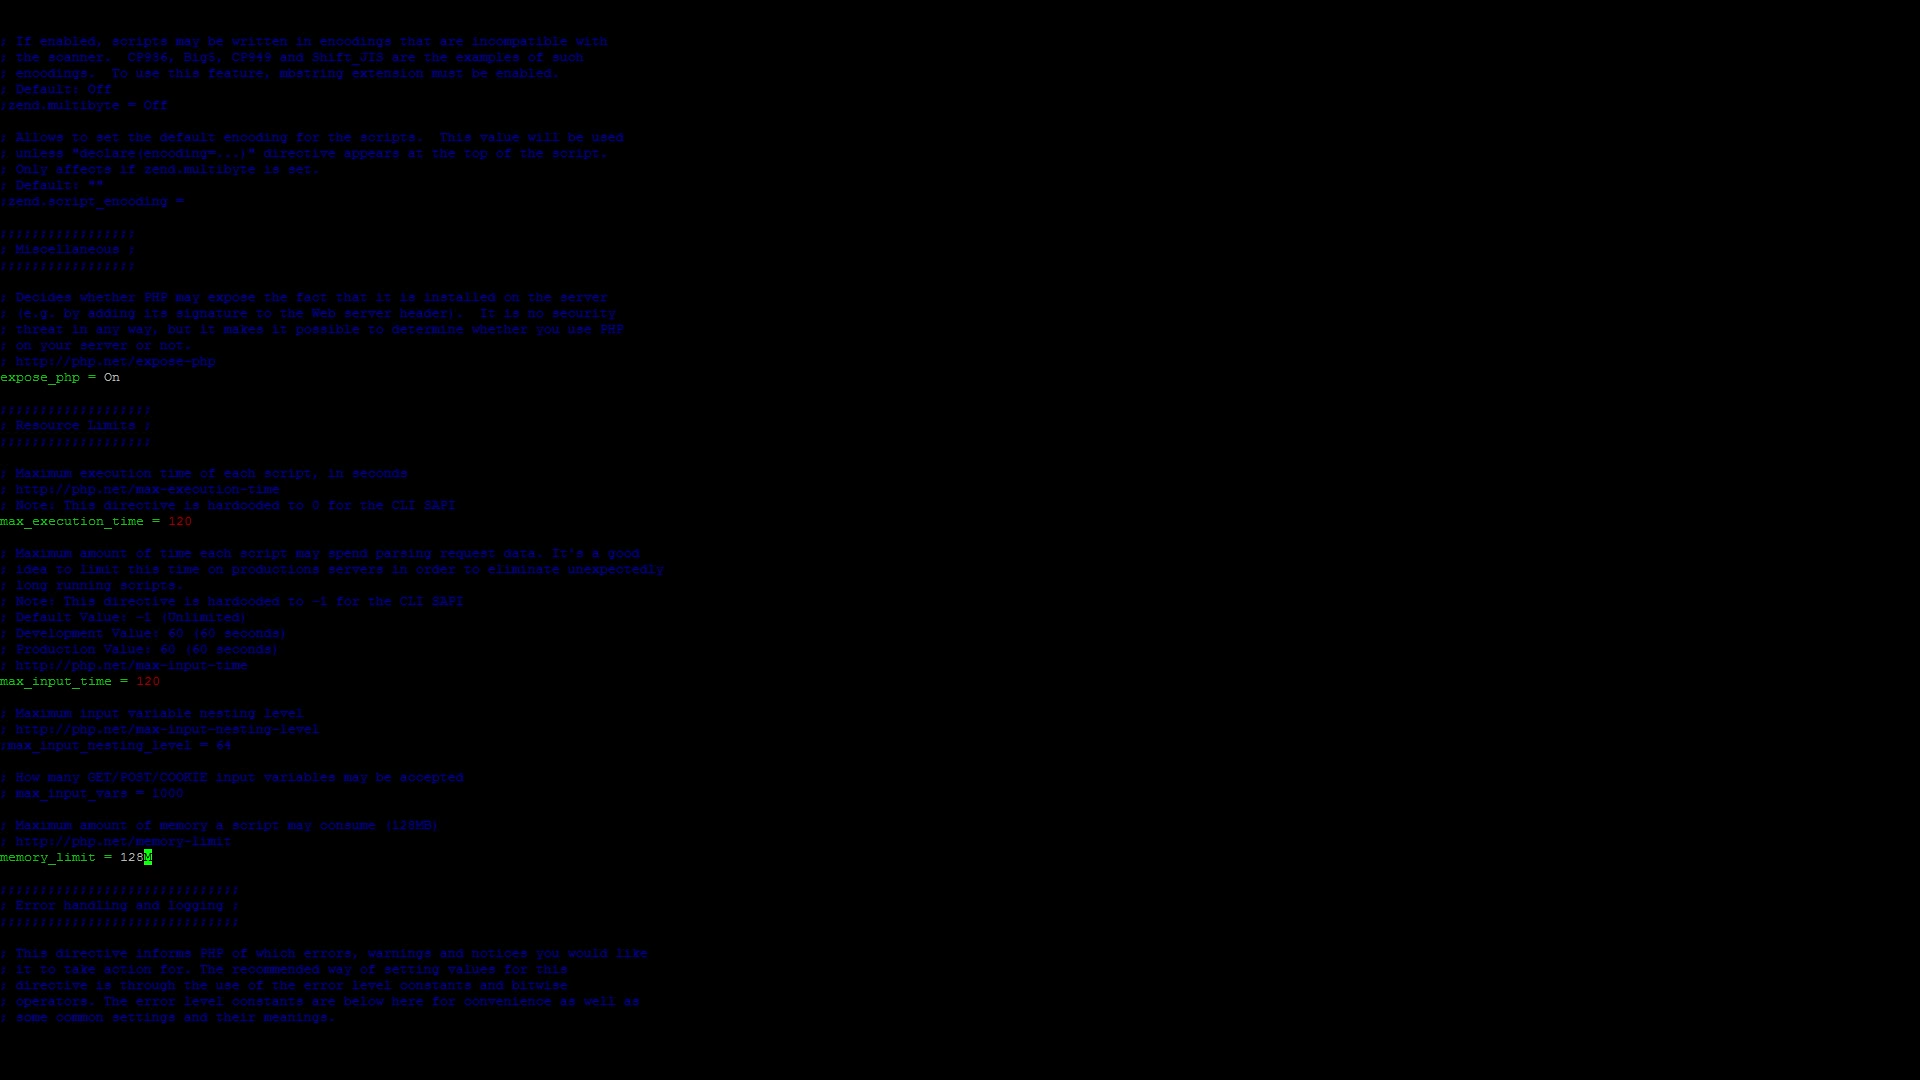 ; If enabled, scripts may be written in encodings that are incompatible with
; the scanner.  CP936, Big5, CP949 and Shift_JIS are the examples of such
; encodings.  To use this feature, mbstring extension must be enabled.
; Default: Off
;zend.multibyte = Off
; Allows to set the default encoding for the scripts.  This value will be used
; unless "declare(encoding=...)" directive appears at the top of the script.
; Only affects if zend.multibyte is set.
; Default: ""
;zend.script_encoding =
;;;;;;;;;;;;;;;;;
; Miscellaneous ;
;;;;;;;;;;;;;;;;;
; Decides whether PHP may expose the fact that it is installed on the server
; (e.g. by adding its signature to the Web server header).  It is no security
; threat in any way, but it makes it possible to determine whether you use PHP
; on your server or not.
; http://php.net/expose-php
expose_php = On
;;;;;;;;;;;;;;;;;;;
; Resource Limits ;
;;;;;;;;;;;;;;;;;;;
; Maximum execution time of each script, in seconds
; http://php.net/max-execution-time
; Note: This directive is hardcoded to 0 for the CLI SAPI
max_execution_time = 120
; Maximum amount of time each script may spend parsing request data. It's a good
; idea to limit this time on productions servers in order to eliminate unexpectedly
; long running scripts.
; Note: This directive is hardcoded to -1 for the CLI SAPI
; Default Value: -1 (Unlimited)
; Development Value: 60 (60 seconds)
; Production Value: 60 (60 seconds)
; http://php.net/max-input-time
max_input_time = 120
; Maximum input variable nesting level
; http://php.net/max-input-nesting-level
;max_input_nesting_level = 64
; How many GET/POST/COOKIE input variables may be accepted
; max_input_vars = 1000
; Maximum amount of memory a script may consume (128MB)
; http://php.net/memory-limit
memory_limit = 128M
;;;;;;;;;;;;;;;;;;;;;;;;;;;;;;
; Error handling and logging ;
;;;;;;;;;;;;;;;;;;;;;;;;;;;;;;
; This directive informs PHP of which errors, warnings and notices you would like
; it to take action for. The recommended way of setting values for this
; directive is through the use of the error level constants and bitwise
; operators. The error level constants are below here for convenience as well as
; some common settings and their meanings.